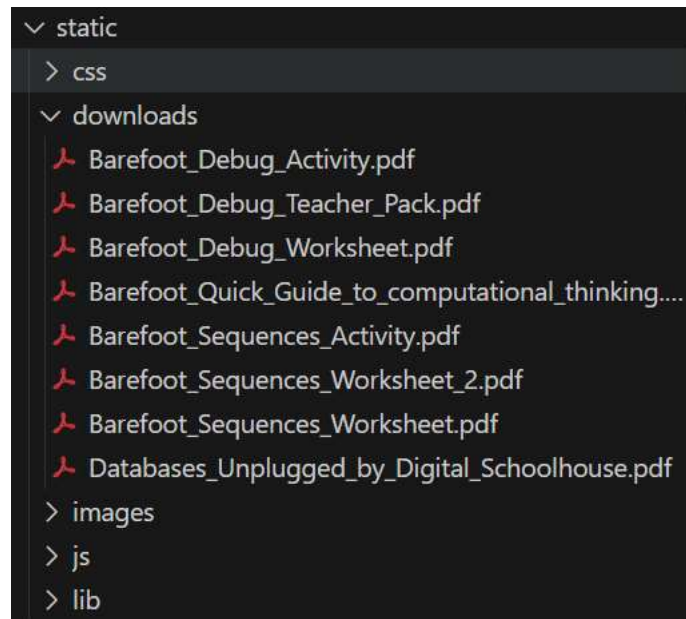 static
css
downloads
Barefoot_Debug_Activity.pdf
Barefoot_Debug_Teacher_Pack.pdf
Barefoot_Debug_Worksheet.pdf
Barefoot_Quick_Guide_to_computational_thinking....
Barefoot_Sequences_Activity.pdf
Barefoot_Sequences_Worksheet_2.pdf
Barefoot_Sequences_Worksheet.pdf
Databases_Unplugged_by_Digital_Schoolhouse.pdf
images
js
lib